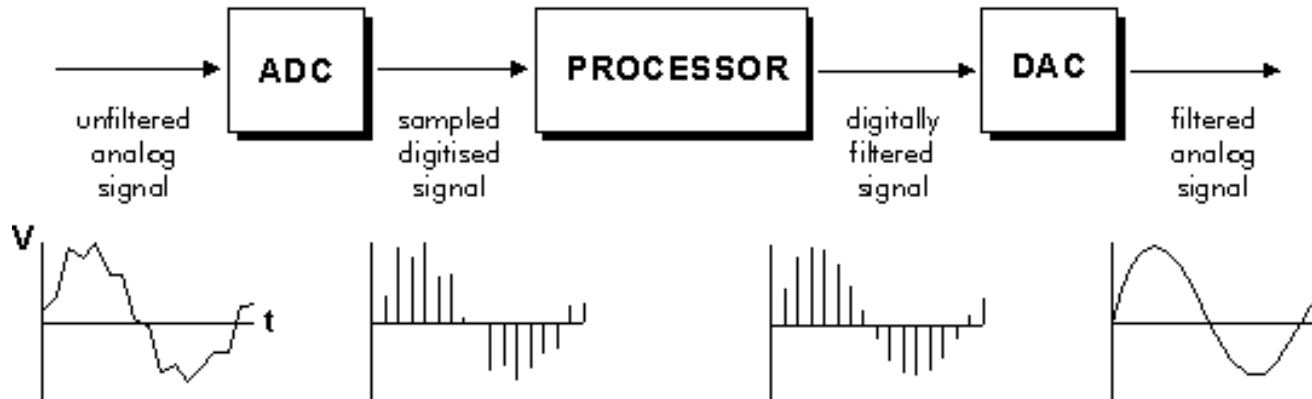 ADC
PROCESSOR
DAC
unfiltered
analog
signal
sampled
digitised
signal
digitally
filtered
signal
filtered
analog
signal
V
t